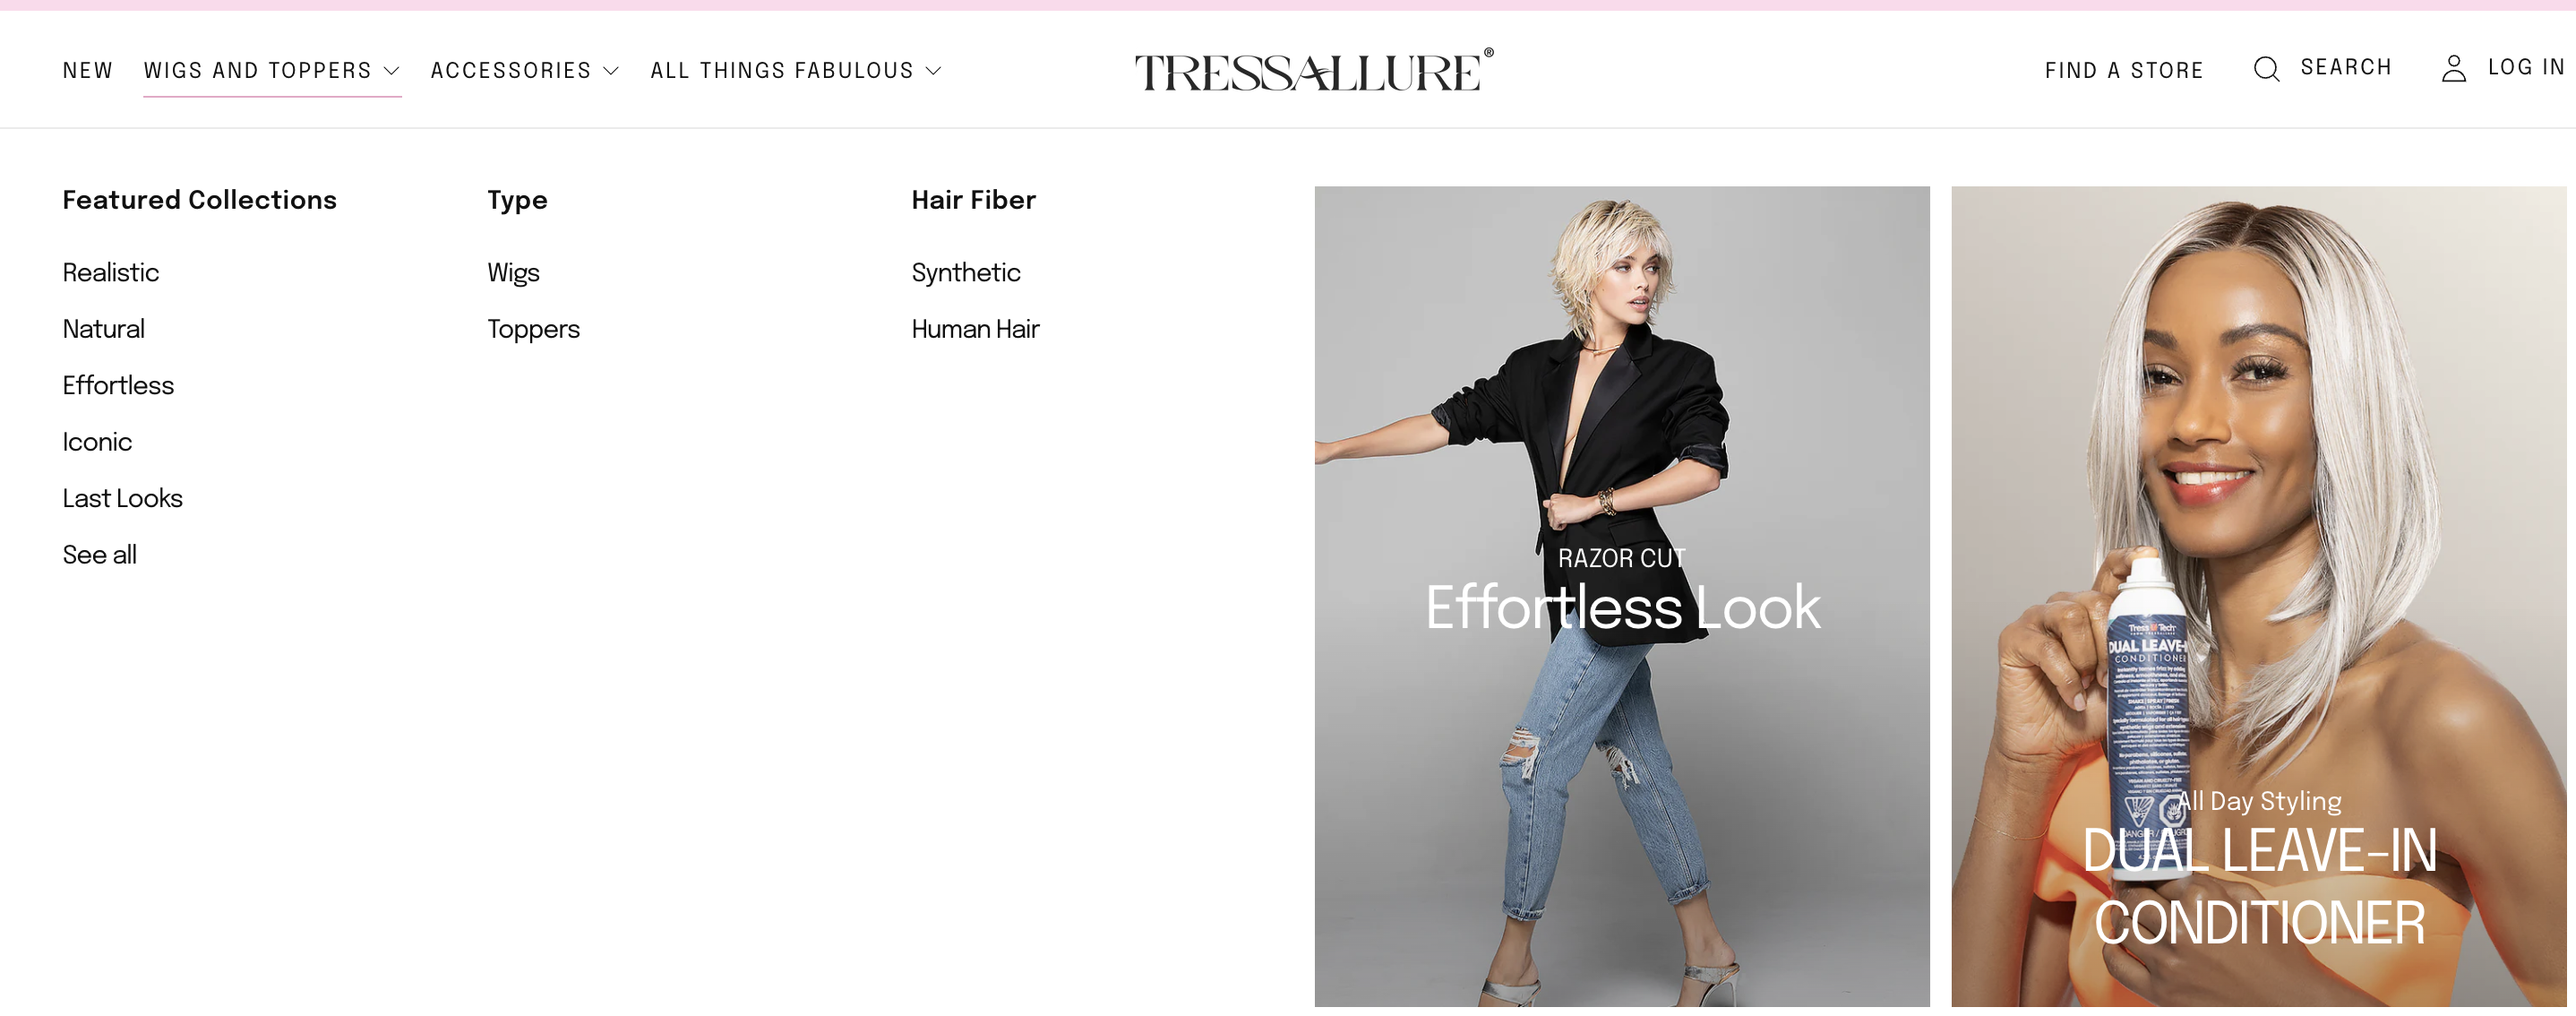 NEW
WIGS AND TOPPERS
ACCESSORIES
ALL THINGS FABULOUS
TRESSALLURE®
FIND A STORE
SEARCH
LOG IN
Featured Collections
Realistic
Natural
Effortless
Iconic
Last Looks
See all
Type
Wigs
Toppers
Hair Fiber
Synthetic
Human Hair
RAZOR CUT
Effortless Look
Tress Tech
DUAL LEAVE-I
CONDITIONER
All Day Styling
DUAL LEAVE-IN
CONDITIONER